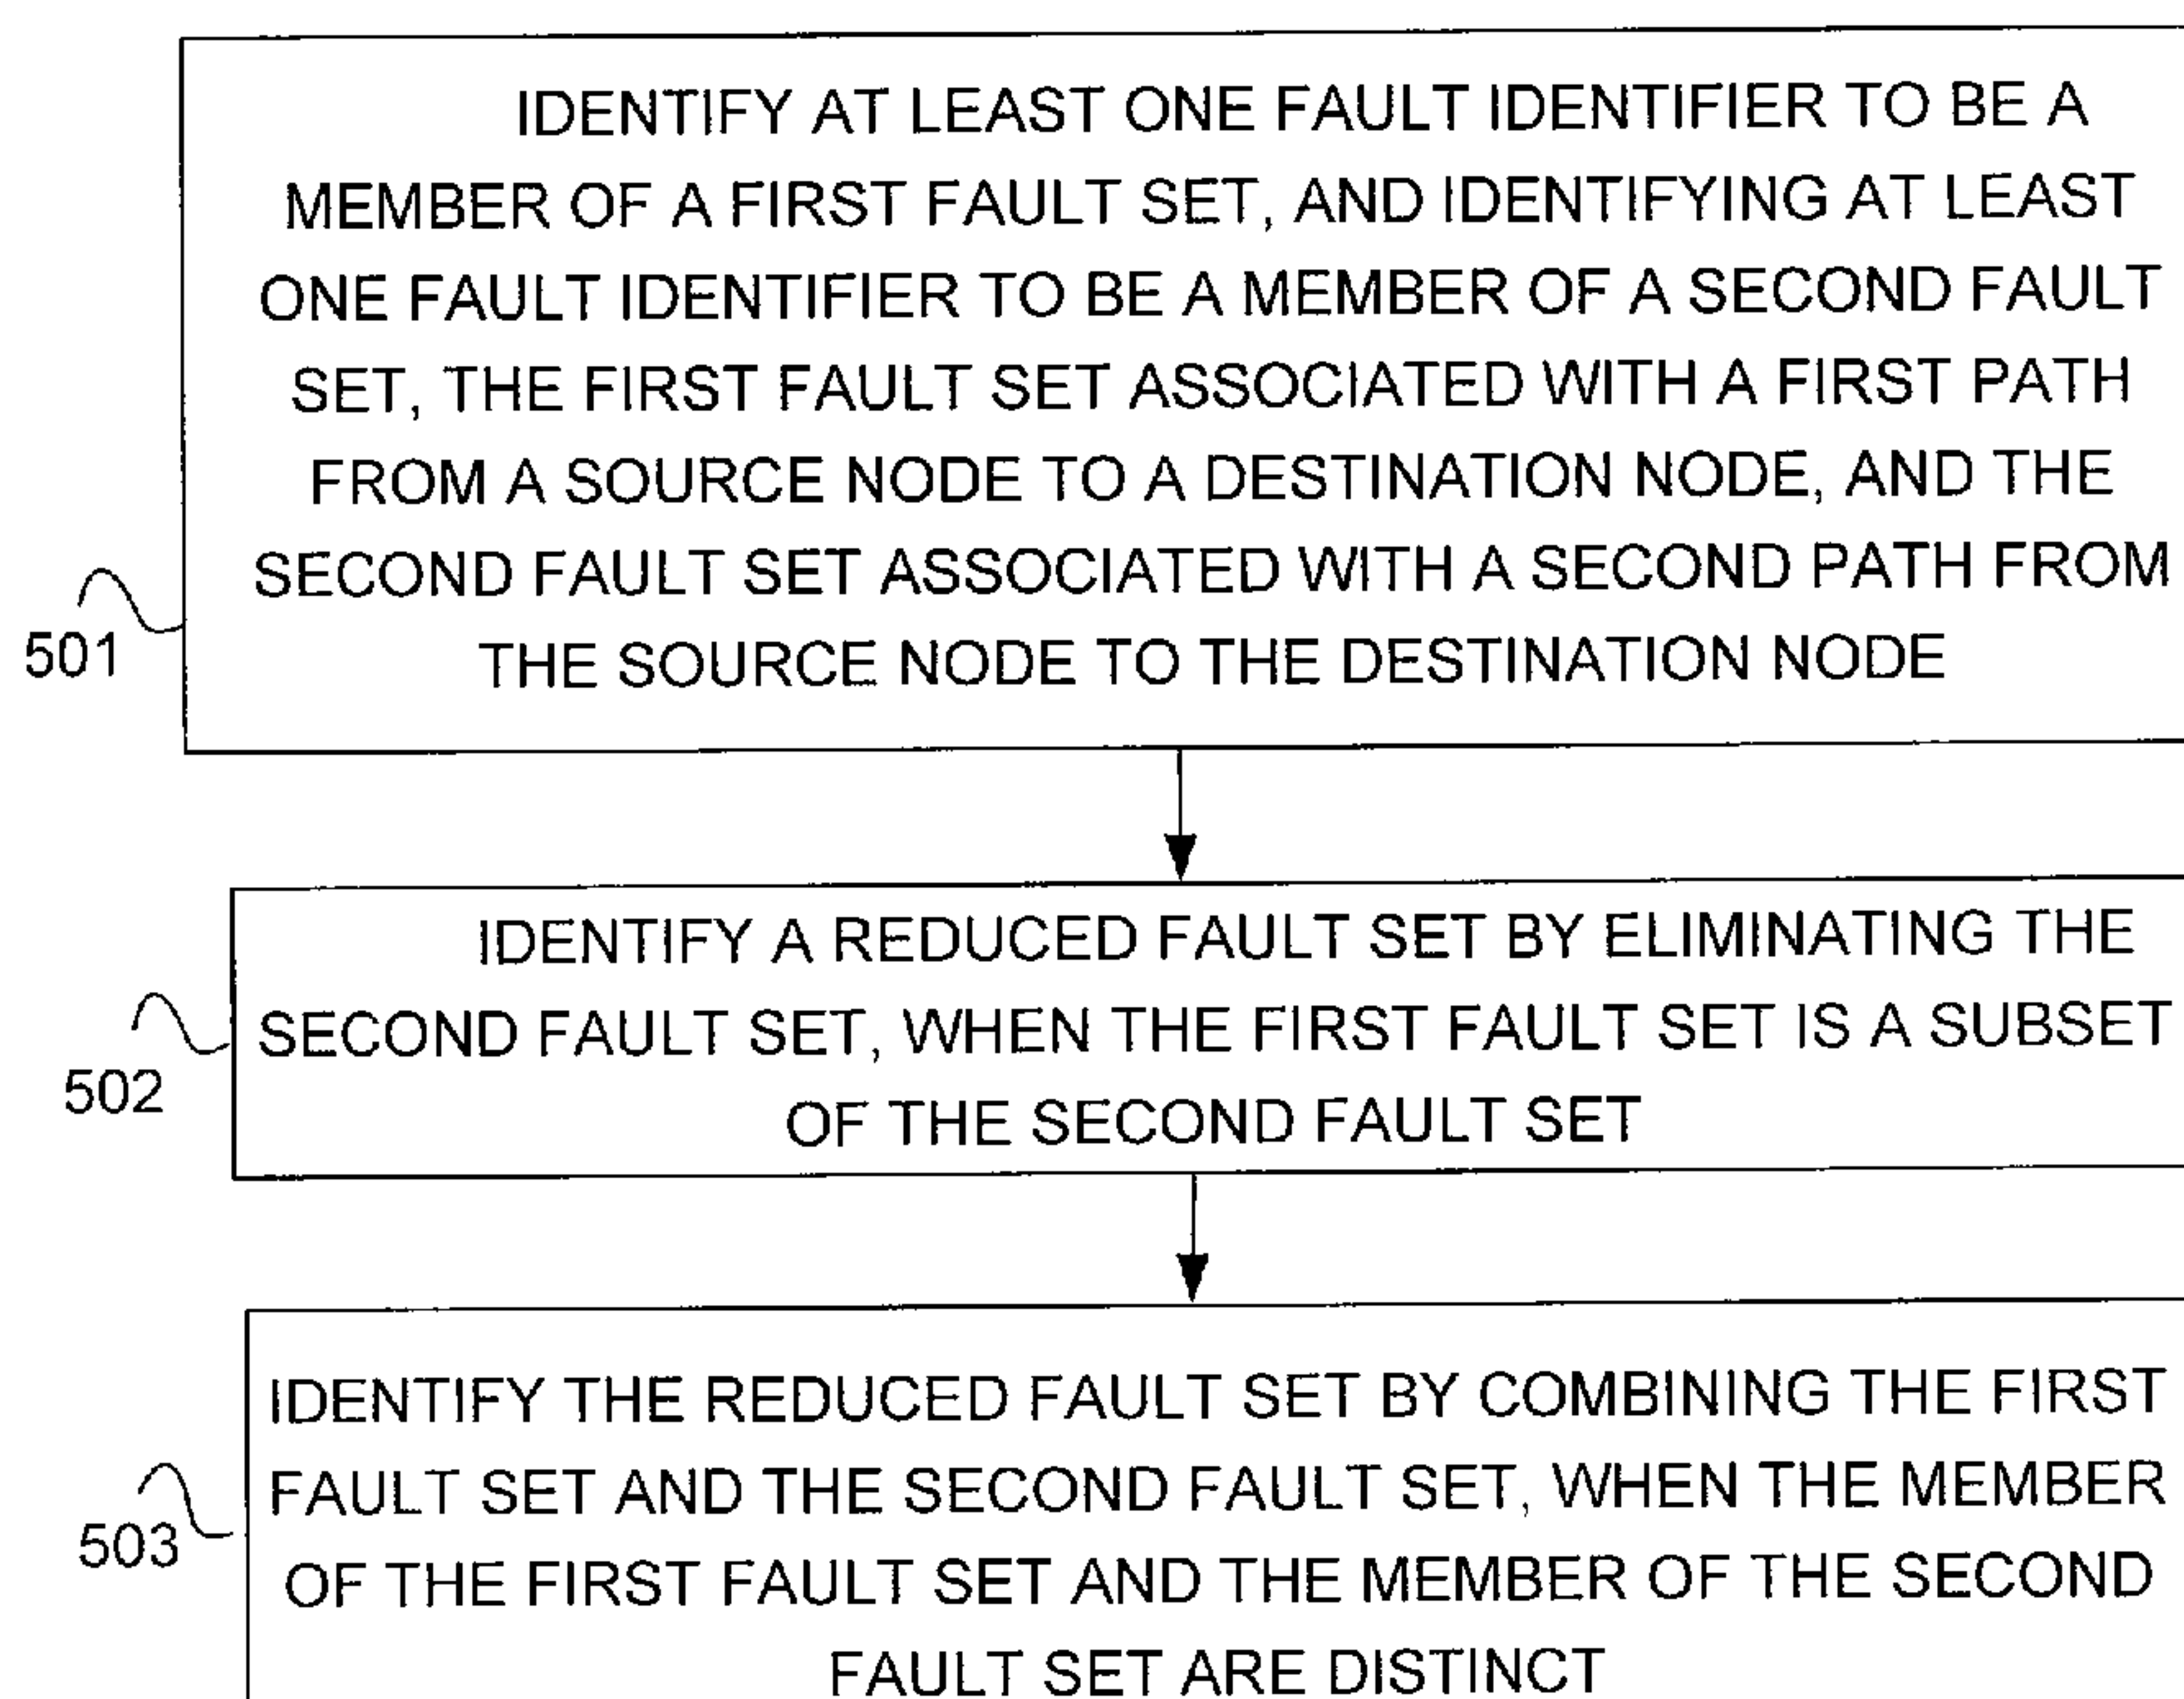 IDENTIFY AT LEAST ONE FAULT IDENTIFIER TO BE A
MEMBER OF A FIRST FAULT SET, AND IDENTIFYING AT LEAST
ONE FAULT IDENTIFIER TO BE A MEMBER OF A SECOND FAULT
SET, THE FIRST FAULT SET ASSOCIATED WITH A FIRST PATH
FROM A SOURCE NODE TO A DESTINATION NODE, AND THE
SECOND FAULT SET ASSOCIATED WITH A SECOND PATH FROM
THE SOURCE NODE TO THE DESTINATION NODE
501
IDENTIFY A REDUCED FAULT SET BY ELIMINATING THE
SECOND FAULT SET, WHEN THE FIRST FAULT SET IS A SUBSET
OF THE SECOND FAULT SET
502
IDENTIFY THE REDUCED FAULT SET BY COMBINING THE FIRST
FAULT SET AND THE SECOND FAULT SET, WHEN THE MEMBER
OF THE FIRST FAULT SET AND THE MEMBER OF THE SECOND
FAULT SET ARE DISTINCT
503